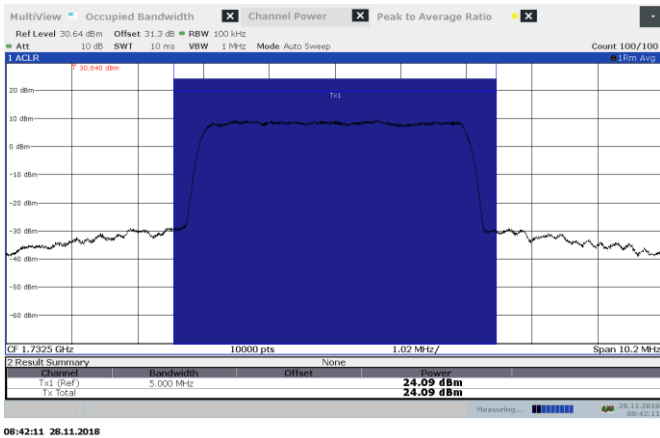 MultiView Occupied Bandwidth X Channel Power X Peak to Average Ratio X
Ref Level 30.64 dBm Offset 31.3 dB RBW 100 kHz
Att 10 dB SWT 10 ms VBW 1 MHz Mode Auto Sweep Count 100/100
1 ACLR 1Rm Avg
30.640 dBm
20 dBm
Tx1
10 dBm
0 dBm
-10 dBm
-20 dBm
-30 dBm
-40 dBm
-50 dBm
-60 dBm
CF 1.7325 GHz 10000 pts 1.02 MHz/ Span 10.2 MHz
2 Result Summary None
Channel Bandwidth Offset Power
Tx1 (Ref) 5.000 MHz 24.09 dBm
Tx Total 24.09 dBm
Measuring... 28.11.2018
08:42:11
08:42:11 28.11.2018